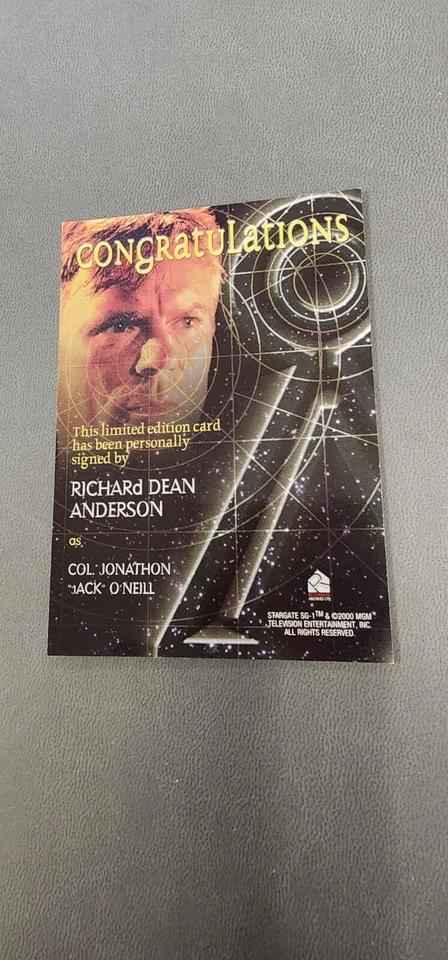 CONGRATULATIONS
This limited edition card
has been personally
signed by
RICHARD DEAN
ANDERSON
as
COL. JONATHON
"JACK" O'NEILL
STARGATE SG-1™ & ©2000 MGM
TELEVISION ENTERTAINMENT, INC.
ALL RIGHTS RESERVED.